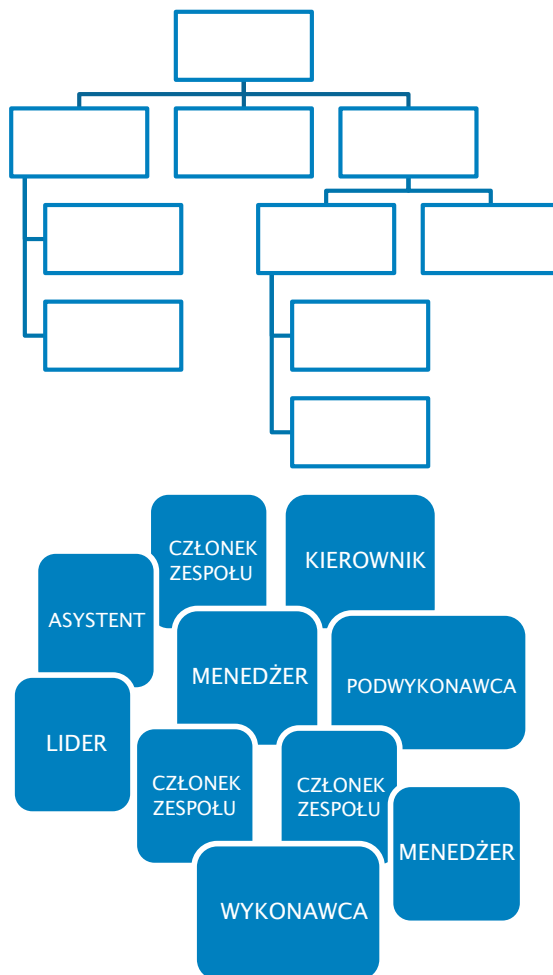 CZŁONEK
ZESPOŁU
KIEROWNIK
ASYSTENT
MENEDŻER
PODWYKONAWCA
LIDER
CZŁONEK
ZESPOŁU
CZŁONEK
ZESPOŁU
MENEDŻER
WYKONAWCA